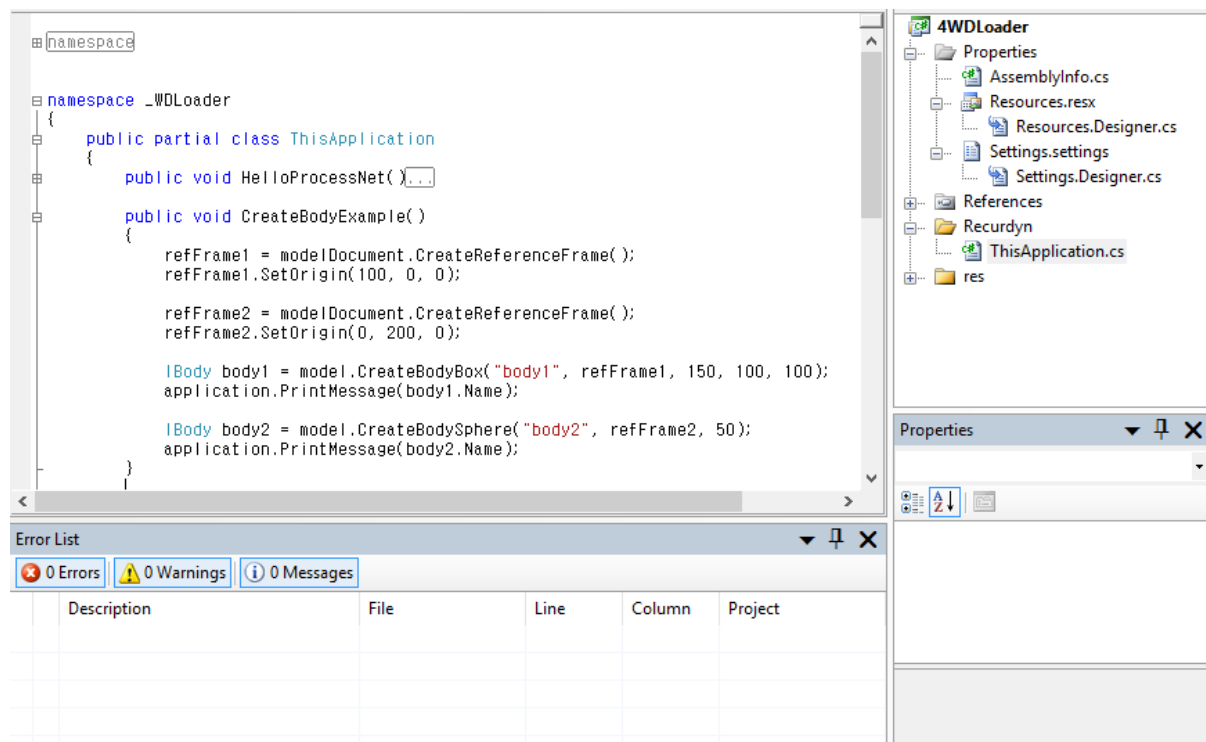 namespace
namespace _WDLoader
{
public partial class ThisApplication
{
public void HelloProcessNet()...
public void CreateBodyExample()
{
refFrame1 = modelDocument.CreateReferenceFrame();
refFrame1.SetOrigin(100, 0, 0);
refFrame2 = modelDocument.CreateReferenceFrame();
refFrame2.SetOrigin(0, 200, 0);
IBody body1 = model.CreateBodyBox("body1", refFrame1, 150, 100, 100);
application.PrintMessage(body1.Name);
IBody body2 = model.CreateBodySphere("body2", refFrame2, 50);
application.PrintMessage(body2.Name);
}
4WDLoader
Properties
AssemblyInfo.cs
Resources.resx
Resources.Designer.cs
Settings.settings
Settings.Designer.cs
References
Recurdyn
ThisApplication.cs
res
Properties
Error List
0 Errors 0 Warnings 0 Messages
Description File Line Column Project